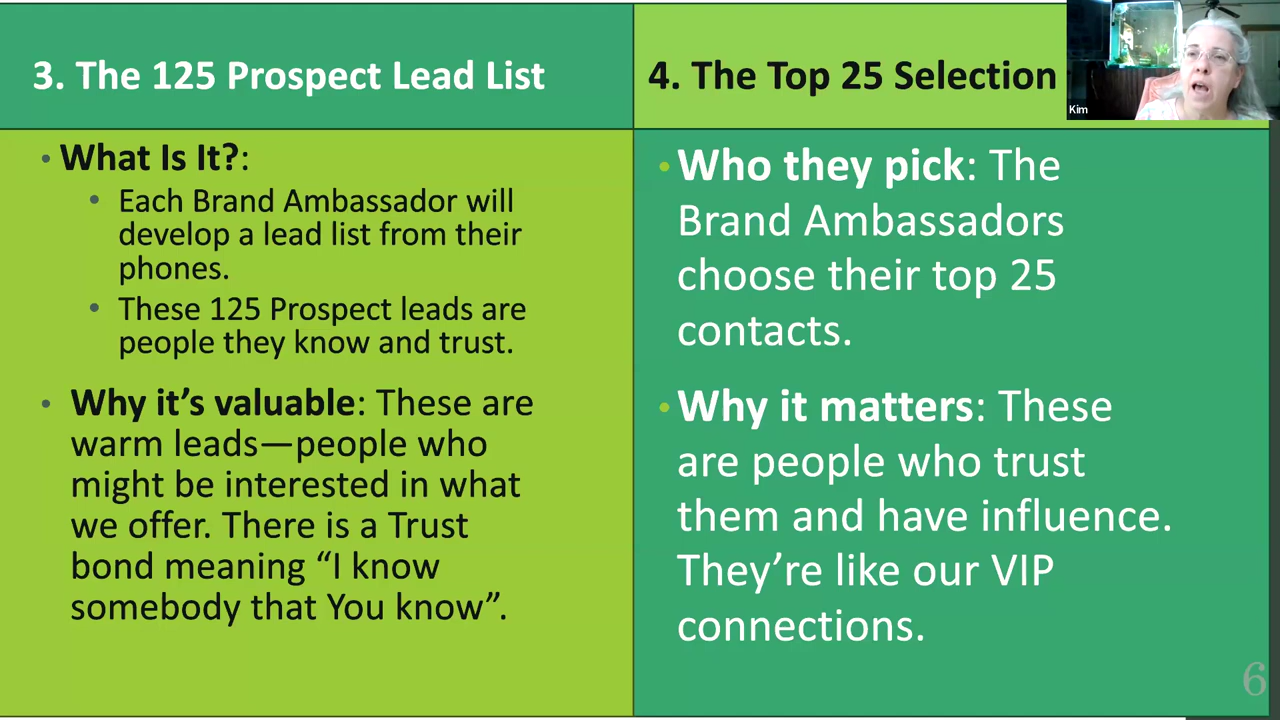 3. The 125 Prospect Lead List
• What Is It?:
• Each Brand Ambassador will
develop a lead list from their
phones.
• These 125 Prospect leads are
people they know and trust.
• Why it’s valuable: These are
warm leads—people who
might be interested in what
we offer. There is a Trust
bond meaning “I know
somebody that You know”.
4. The Top 25 Selection
• Who they pick: The
Brand Ambassadors
choose their top 25
contacts.
• Why it matters: These
are people who trust
them and have influence.
They’re like our VIP
connections.
Kim
6